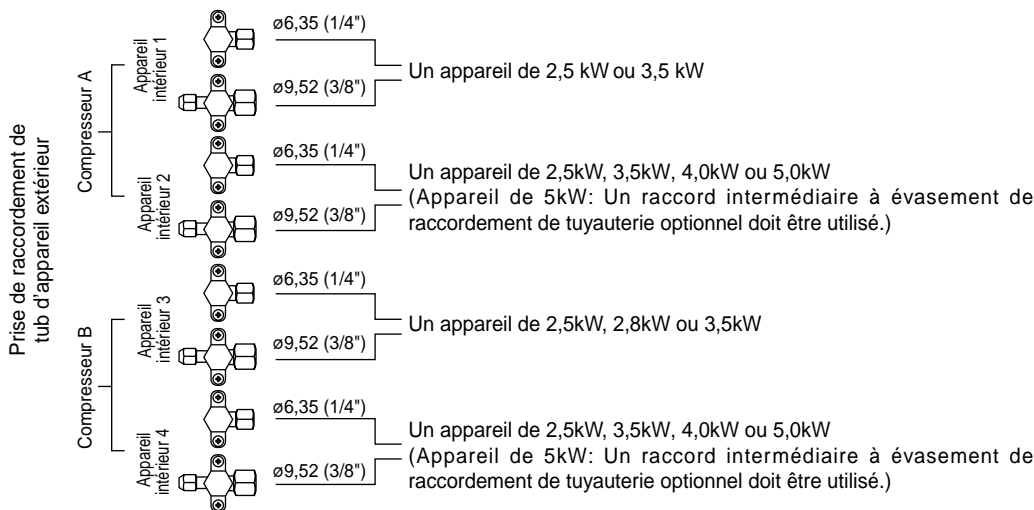 Prise de raccordement de
tub d'appareil extérieur
Compresseur A
Appareil
intérieur 1
ø6,35 (1/4")
ø9,52 (3/8")
Un appareil de 2,5 kW ou 3,5 kW
Appareil
intérieur 2
ø6,35 (1/4")
ø9,52 (3/8")
Un appareil de 2,5kW, 3,5kW, 4,0kW ou 5,0kW
(Appareil de 5kW: Un raccord intermédiaire à évasement de
raccordement de tuyauterie optionnel doit être utilisé.)
Compresseur B
Appareil
intérieur 3
ø6,35 (1/4")
ø9,52 (3/8")
Un appareil de 2,5kW, 2,8kW ou 3,5kW
Appareil
intérieur 4
ø6,35 (1/4")
ø9,52 (3/8")
Un appareil de 2,5kW, 3,5kW, 4,0kW ou 5,0kW
(Appareil de 5kW: Un raccord intermédiaire à évasement de
raccordement de tuyauterie optionnel doit être utilisé.)